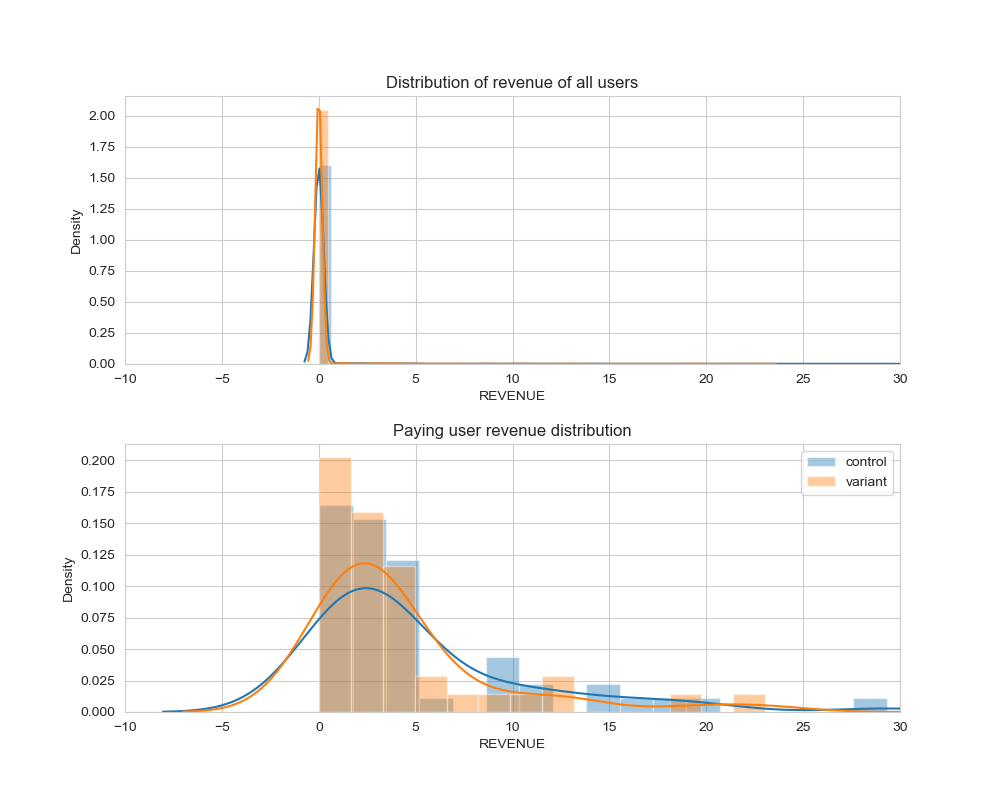 Distribution of revenue of all users
2.00
1.75
1.50
1.25
1.00
0.75
0.50
0.25
0.00
Density
−10 −5 0 5 10 15 20 25 30
REVENUE
Paying user revenue distribution
0.200
0.175
0.150
0.125
0.100
0.075
0.050
0.025
0.000
Density
control
variant
−10 −5 0 5 10 15 20 25 30
REVENUE